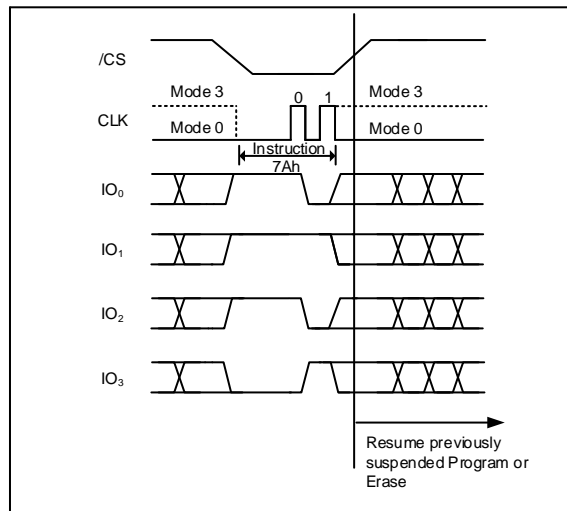 /CS
Mode 3
0
1
Mode 3
CLK
Mode 0
Mode 0
Instruction
7Ah
IO₀
IO₁
IO₂
IO₃
Resume previously
suspended Program or
Erase